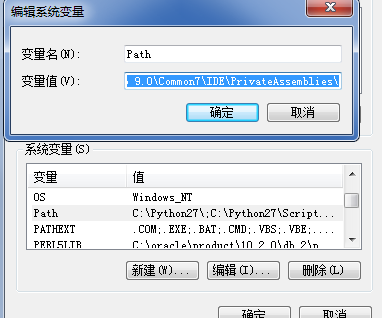 编辑系统变量
变量名(N): Path
变量值(V): 9.0\Common7\IDE\PrivateAssemblies\
确定 取消
系统变量(S)
变量 值
OS Windows_NT
Path C:\Python27\;C:\Python27\Script...
PATHEXT .COM;.EXE;.BAT;.CMD;.VBS;.VBE;....
PERL5LIB C:\oracle\product\10.2.0\db_2\p
新建(W)... 编辑(I)... 删除(L)
确定 取消